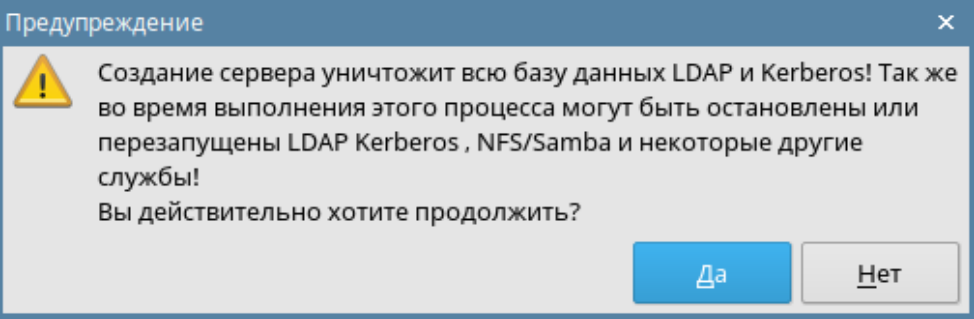 Предупреждение
Создание сервера уничтожит всю базу данных LDAP и Kerberos! Так же
во время выполнения этого процесса могут быть остановлены или
перезапущены LDAP Kerberos , NFS/Samba и некоторые другие
службы!
Вы действительно хотите продолжить?
Да
Нет